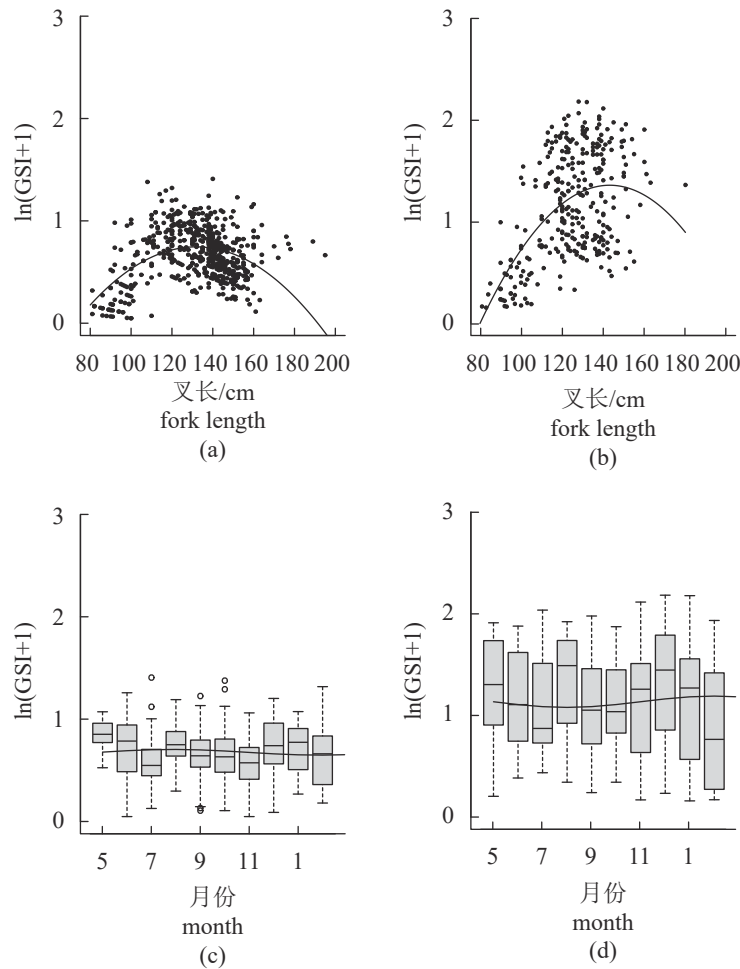 3
2
1
0
ln(GSI+1)
80 100 120 140 160 180 200
叉长/cm
fork length
(a)
3
2
1
0
ln(GSI+1)
80 100 120 140 160 180 200
叉长/cm
fork length
(b)
3
2
1
0
ln(GSI+1)
5 7 9 11 1
月份
month
(c)
3
2
1
0
ln(GSI+1)
5 7 9 11 1
月份
month
(d)